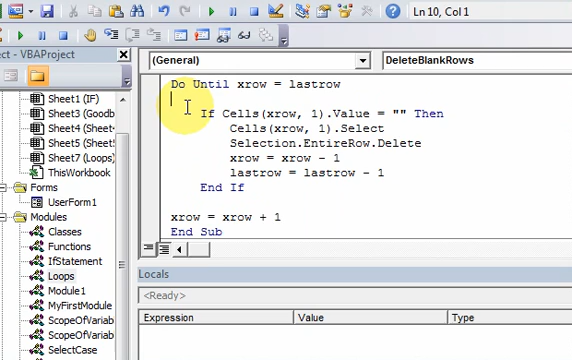 ct - VBAProject
(General)
DeleteBlankRows
Ln 10, Col 1
VBAProject
Sheet1 (IF)
Sheet3 (Goodb
Sheet4 (Sheet
Sheet5 (Sheet
Sheet7 (Loops)
ThisWorkbook
Forms
UserForm1
Modules
Classes
Functions
IfStatement
Loops
Module1
MyFirstModule
ScopeOfVariab
ScopeOfVariab
SelectCase
Do Until xrow = lastrow
If Cells(xrow, 1).Value = "" Then
Cells(xrow, 1).Select
Selection.EntireRow.Delete
xrow = xrow - 1
lastrow = lastrow - 1
End If
xrow = xrow + 1
End Sub
Locals
<Ready>
Expression Value Type